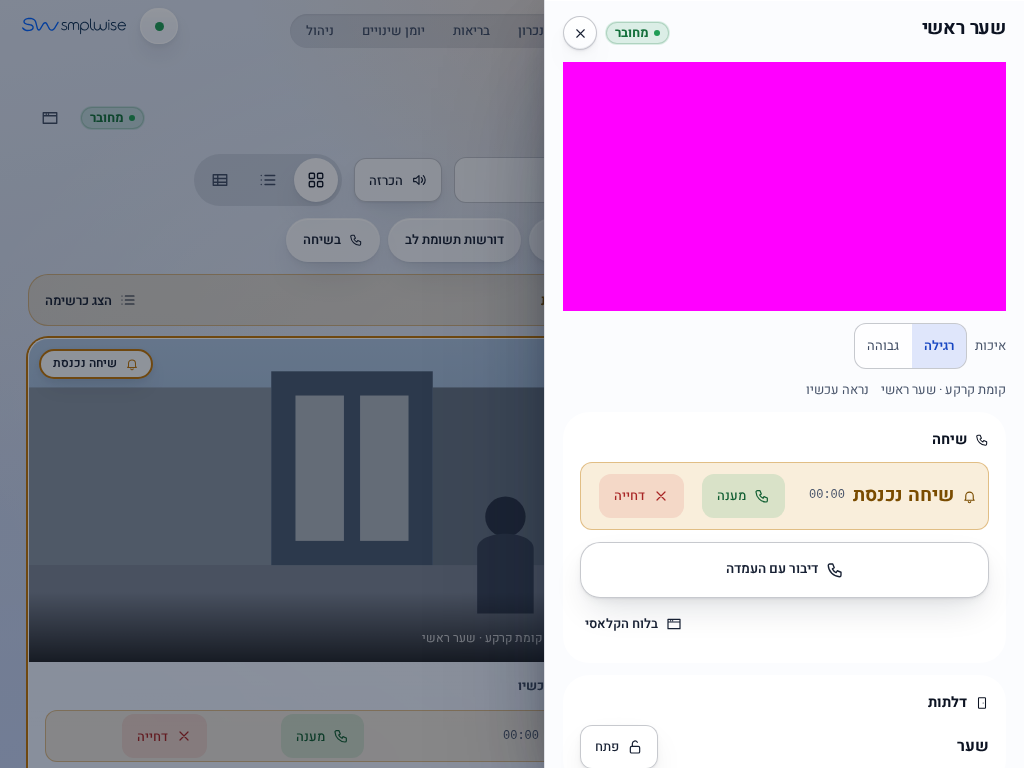 שער ראשי
מחובר
איכות
רגילה
גבוהה
קומת קרקע · שער ראשי
נראה עכשיו
שיחה
שיחה נכנסת
00:00
מענה
דחייה
דיבור עם העמדה
בלוח הקלאסי
דלתות
שער
פתח
smplwise
יומן שינויים
בריאות
ניהול
מחובר
הכרזה
דורשות תשומת לב
בשיחה
הצג כרשימה
שיחה נכנסת
קומת קרקע · שער ראשי
00:00
מענה
דחייה